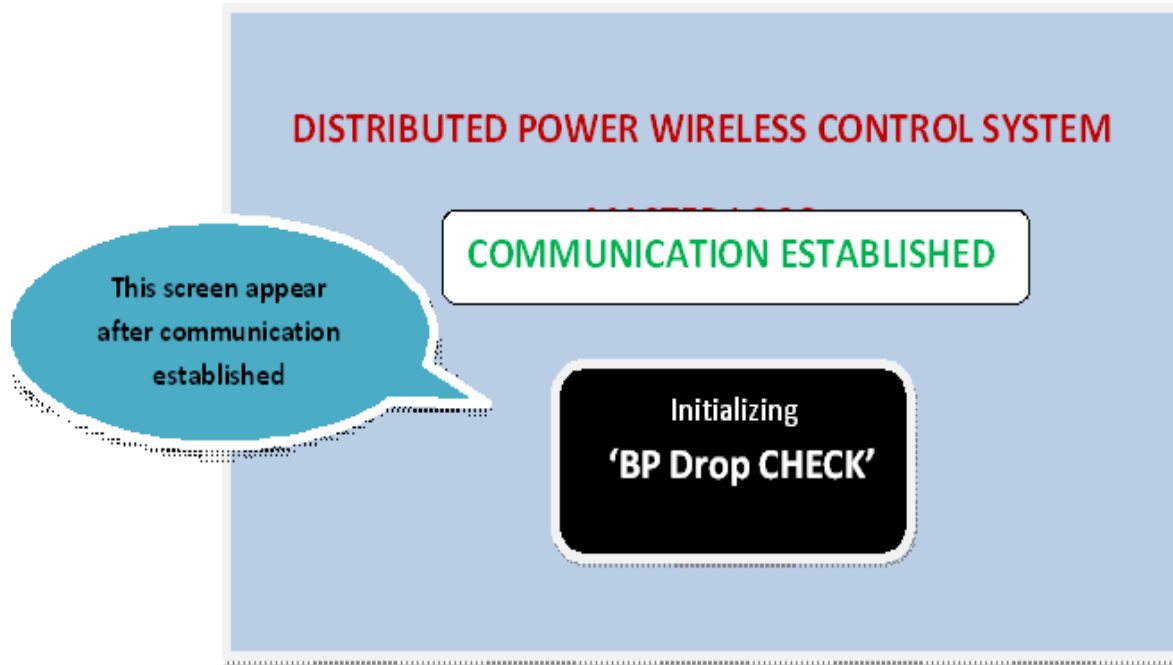 DISTRIBUTED POWER WIRELESS CONTROL SYSTEM
COMMUNICATION ESTABLISHED
This screen appear
after communication
established
Initializing
‘BP Drop CHECK’